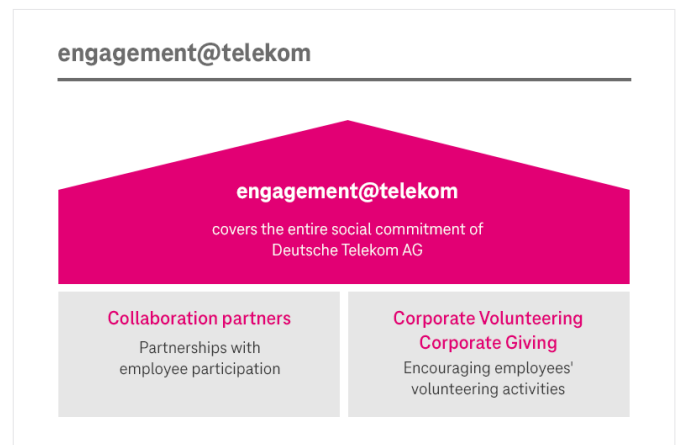 engagement@telekom
engagement@telekom
covers the entire social commitment of
Deutsche Telekom AG
Collaboration partners
Partnerships with
employee participation
Corporate Volunteering
Corporate Giving
Encouraging employees'
volunteering activities